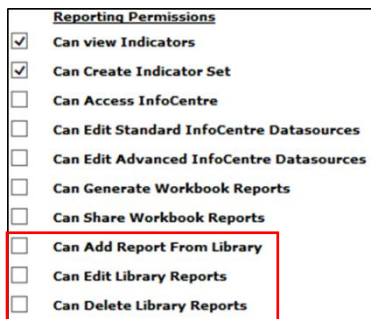 Reporting Permissions
Can view Indicators
Can Create Indicator Set
Can Access InfoCentre
Can Edit Standard InfoCentre Datasources
Can Edit Advanced InfoCentre Datasources
Can Generate Workbook Reports
Can Share Workbook Reports
Can Add Report From Library
Can Edit Library Reports
Can Delete Library Reports